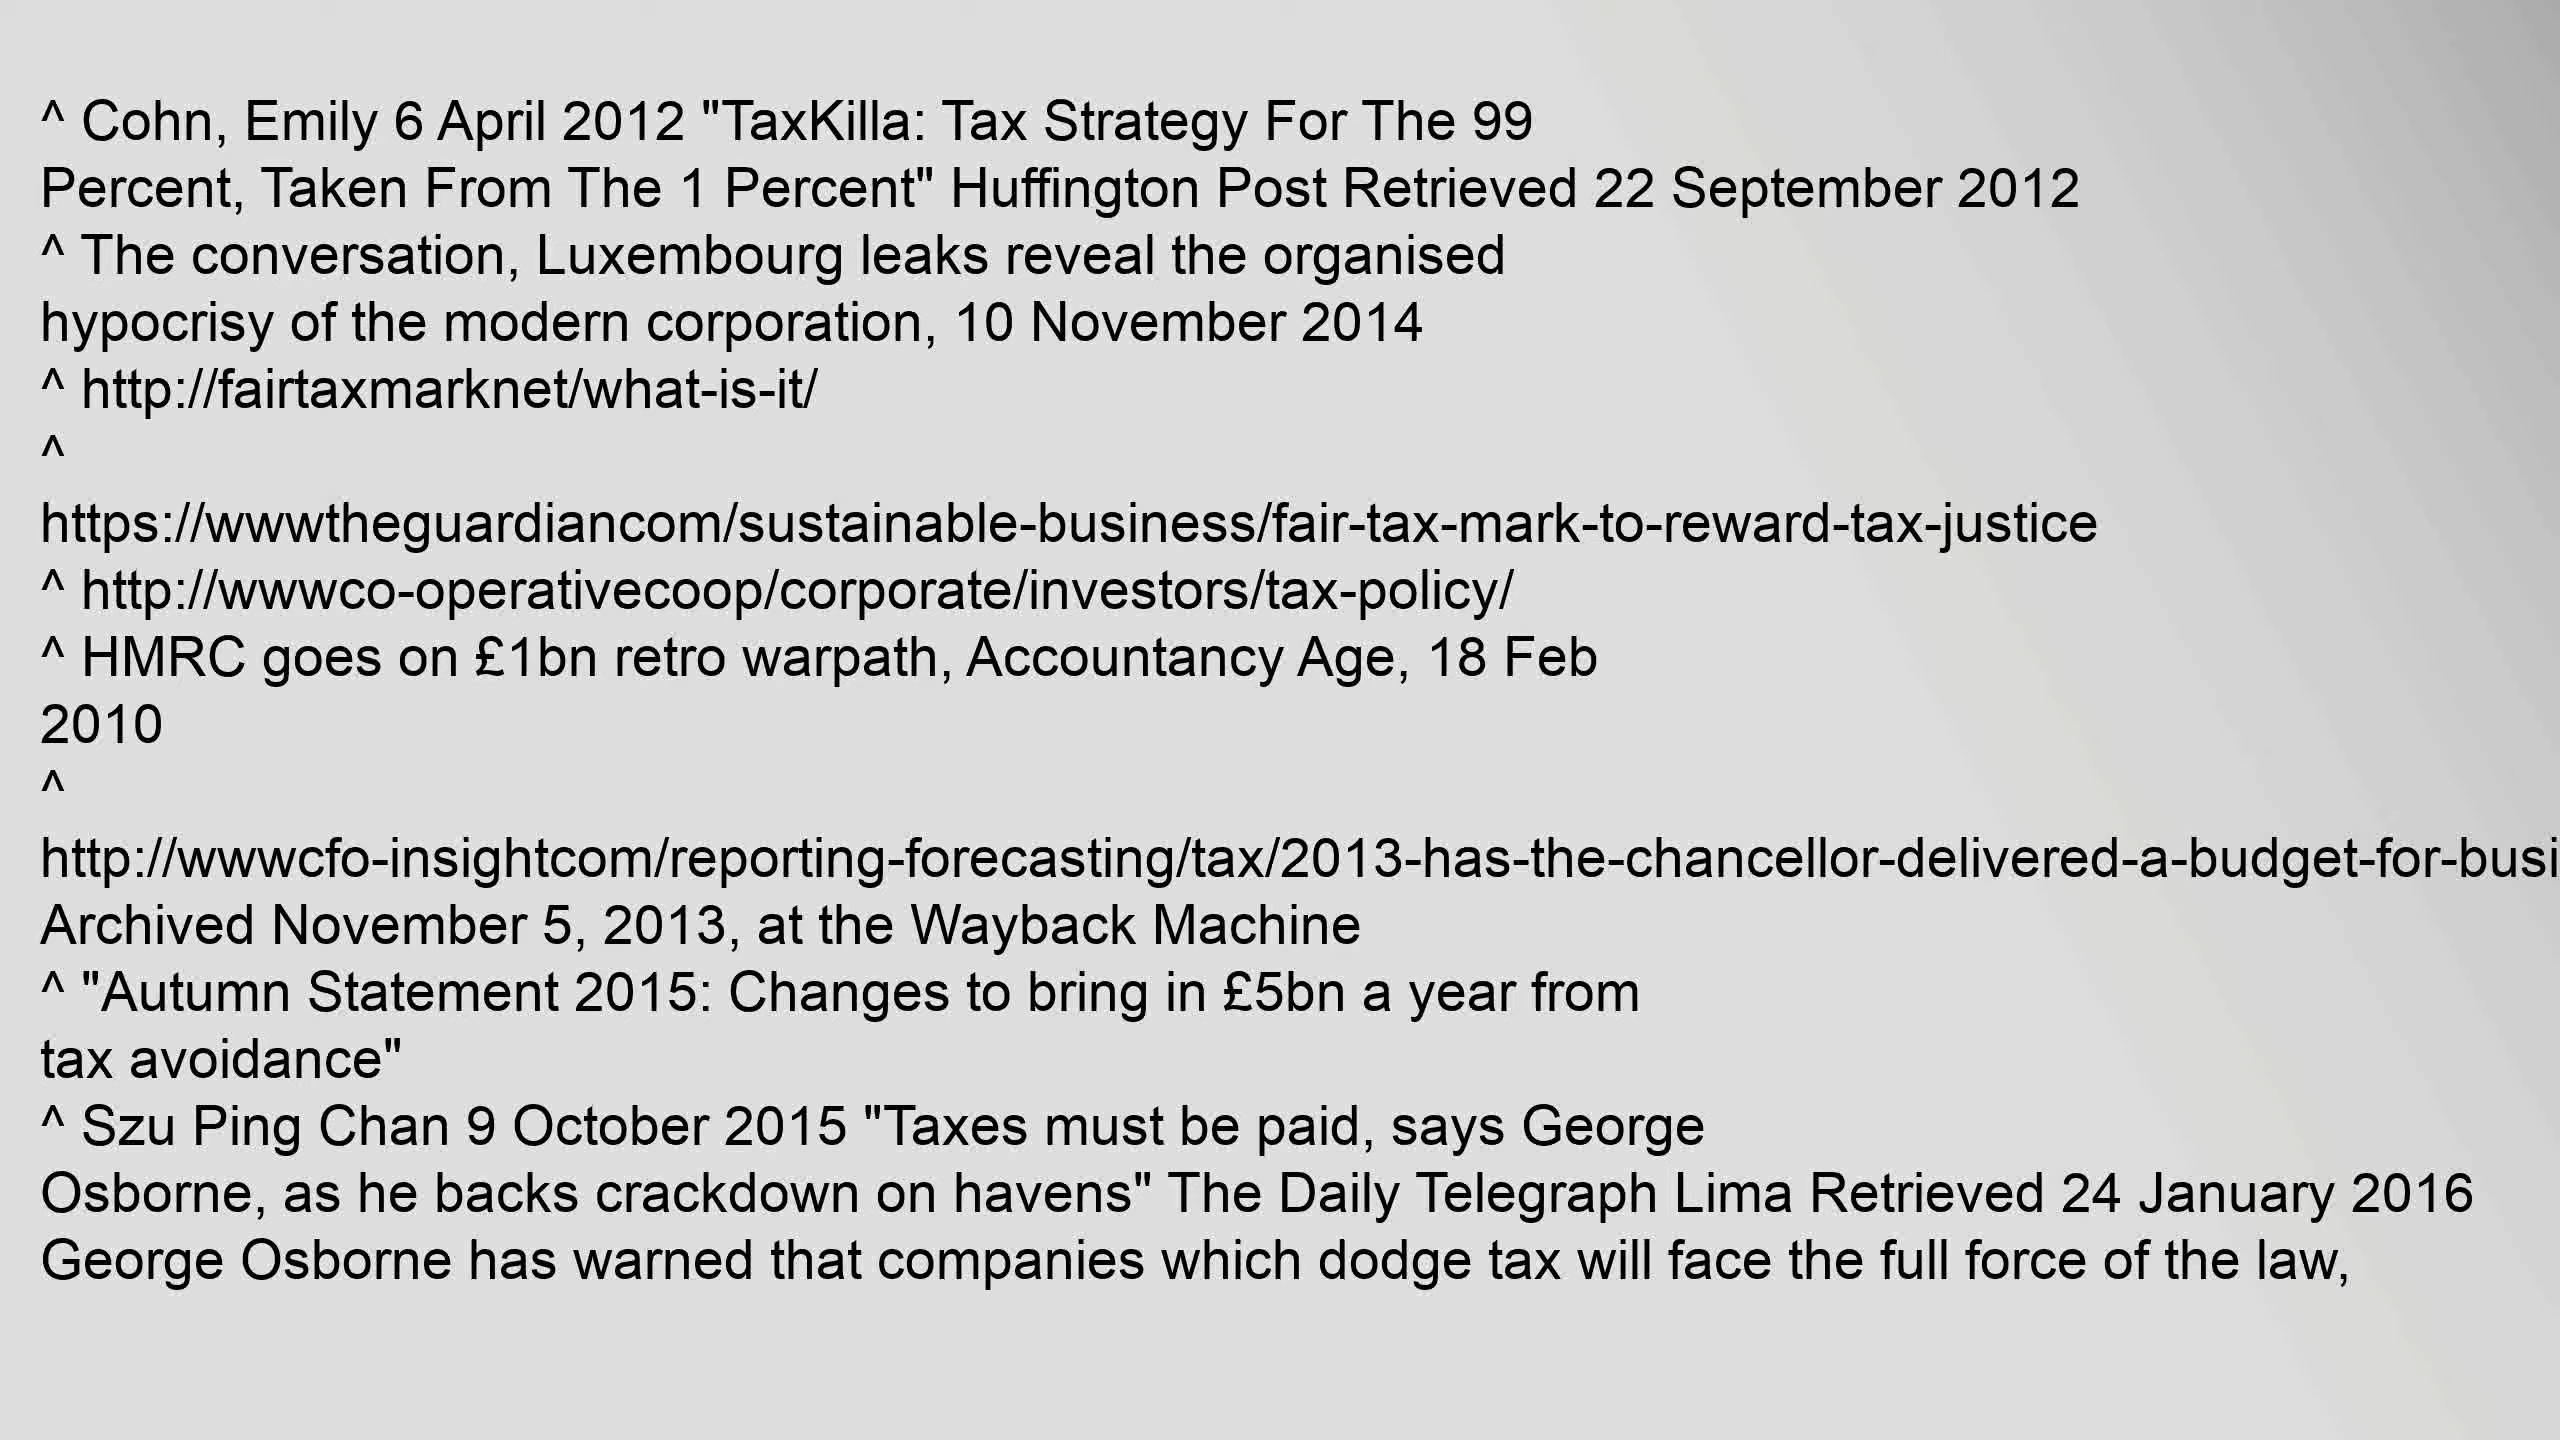 ^ Cohn, Emily 6 April 2012 "TaxKilla: Tax Strategy For The 99
Percent, Taken From The 1 Percent" Huffington Post Retrieved 22 September 2012
^ The conversation, Luxembourg leaks reveal the organised
hypocrisy of the modern corporation, 10 November 2014
^ http://fairtaxmarknet/what-is-it/
^
https://wwwtheguardiancom/sustainable-business/fair-tax-mark-to-reward-tax-justice
^ http://wwwco-operativecoop/corporate/investors/tax-policy/
^ HMRC goes on £1bn retro warpath, Accountancy Age, 18 Feb
2010
^
http://wwwcfo-insightcom/reporting-forecasting/tax/2013-has-the-chancellor-delivered-a-budget-for-busi
Archived November 5, 2013, at the Wayback Machine
^ "Autumn Statement 2015: Changes to bring in £5bn a year from
tax avoidance"
^ Szu Ping Chan 9 October 2015 "Taxes must be paid, says George
Osborne, as he backs crackdown on havens" The Daily Telegraph Lima Retrieved 24 January 2016
George Osborne has warned that companies which dodge tax will face the full force of the law,